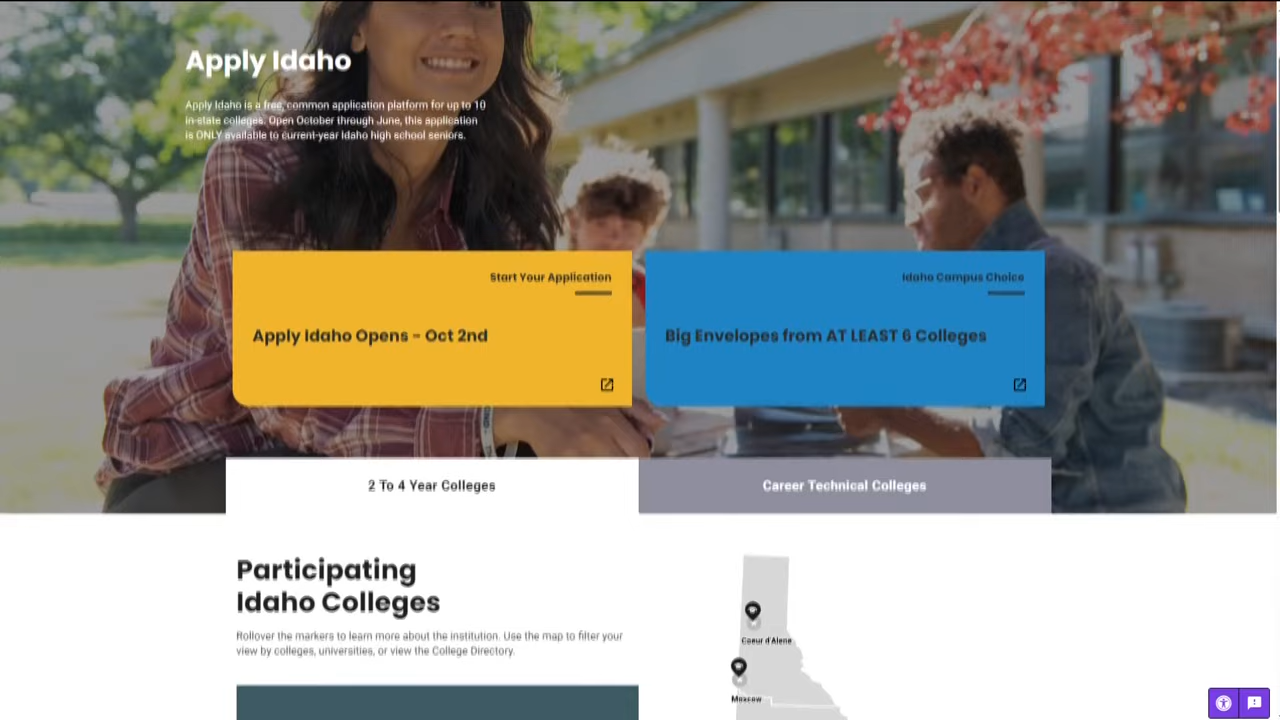 Apply Idaho
Apply Idaho is a free, common application platform for up to 10
in-state colleges. Open October through June, this application
is ONLY available to current-year Idaho high school seniors.
Start Your Application
Apply Idaho Opens - Oct 2nd
Idaho Campus Choice
Big Envelopes from AT LEAST 6 Colleges
2 To 4 Year Colleges
Career Technical Colleges
Participating
Idaho Colleges
Rollover the markers to learn more about the institution. Use the map to filter your
view by colleges, universities, or view the College Directory.
Coeur d'Alene
Moscow